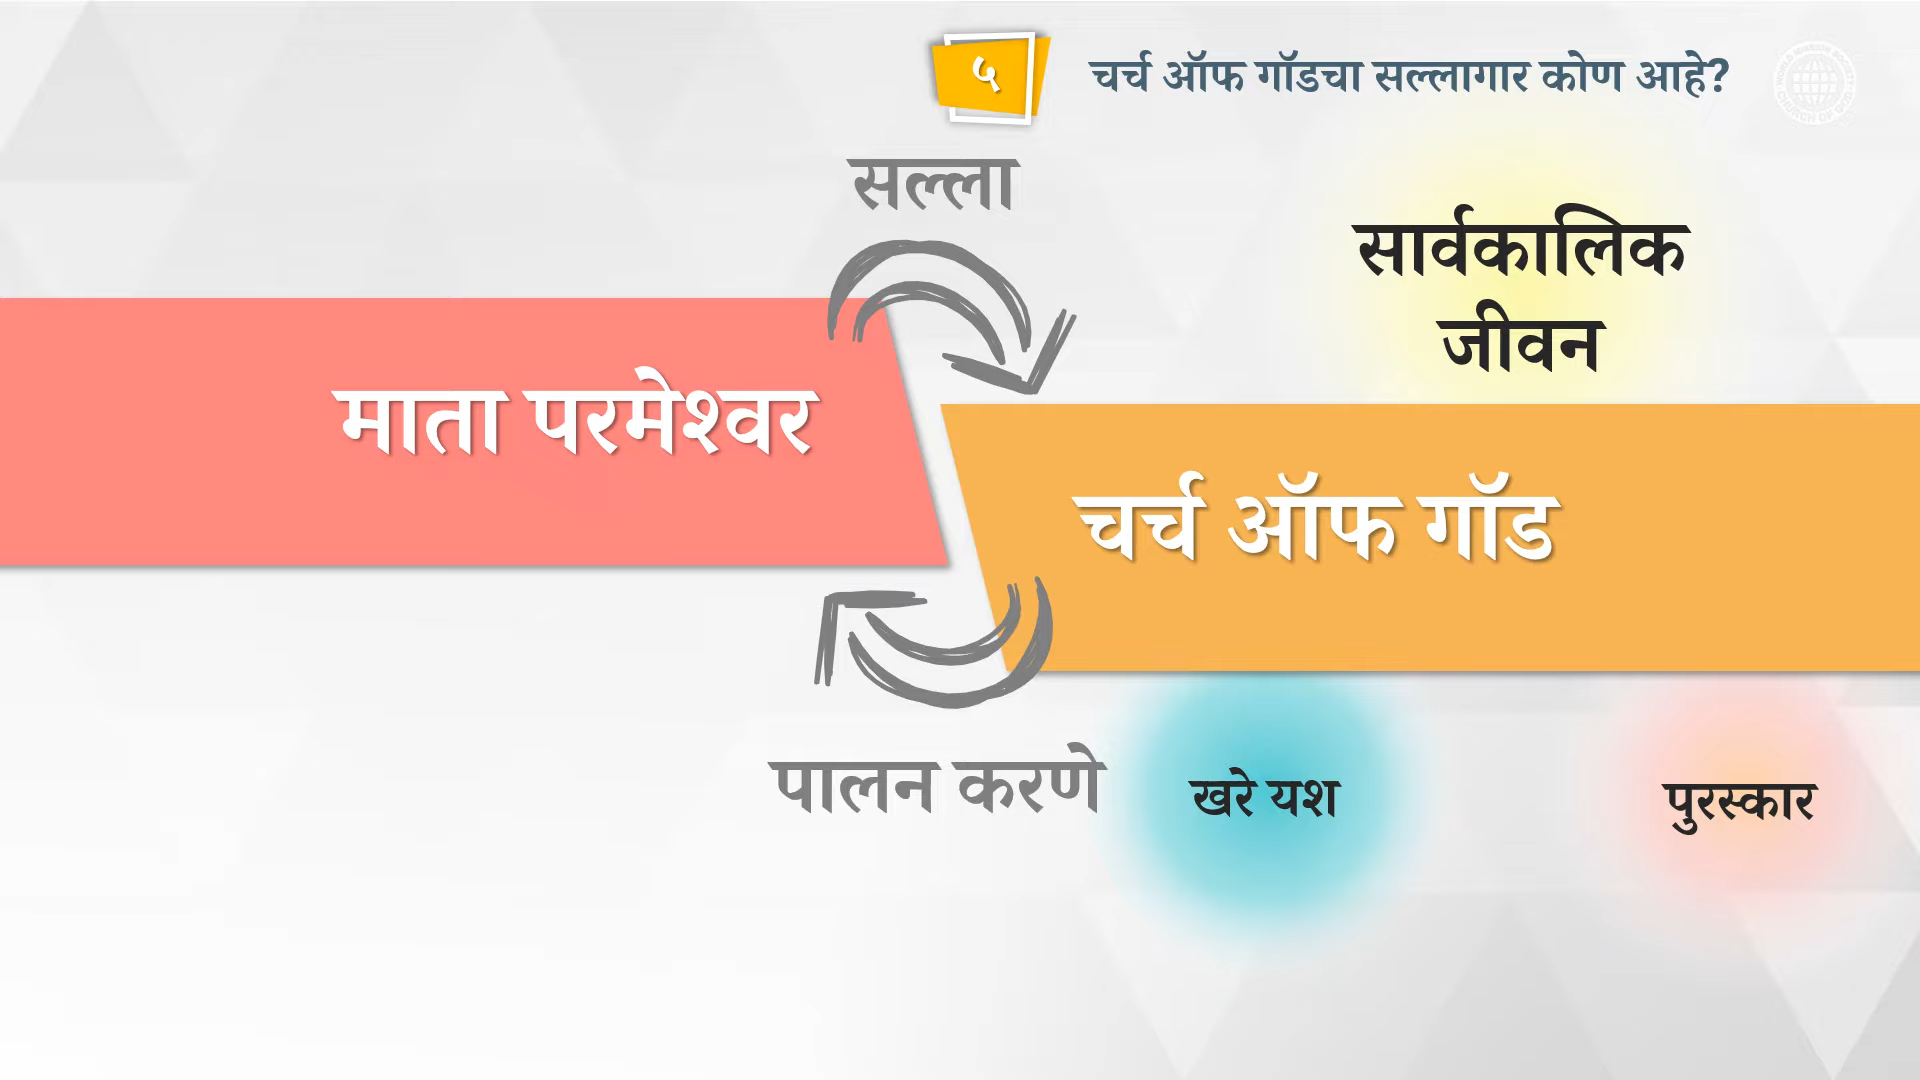 ५
चर्च ऑफ गॉडचा सल्लागार कोण आहे?
सल्ला
सार्वकालिक
जीवन
माता परमेश्वर
चर्च ऑफ गॉड
पालन करणे
खरे यश
पुरस्कार